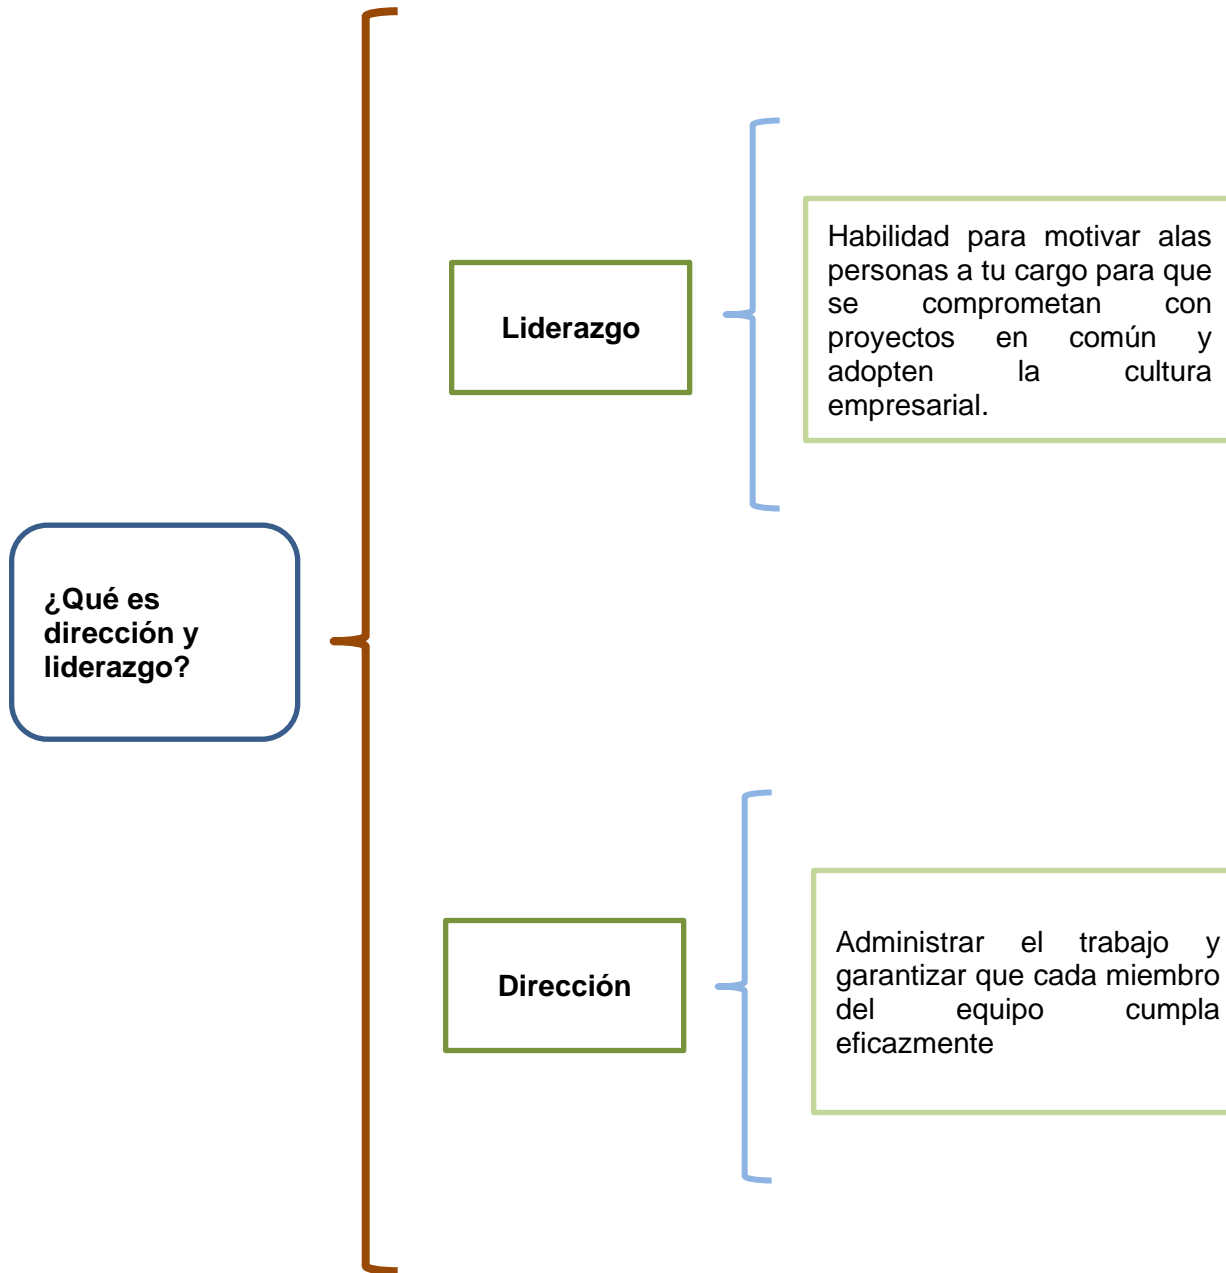 ¿Qué es
dirección y
liderazgo?
Liderazgo
Habilidad para motivar alas
personas a tu cargo para que
se comprometan con
proyectos en común y
adopten la cultura
empresarial.
Dirección
Administrar el trabajo y
garantizar que cada miembro
del equipo cumpla
eficazmente